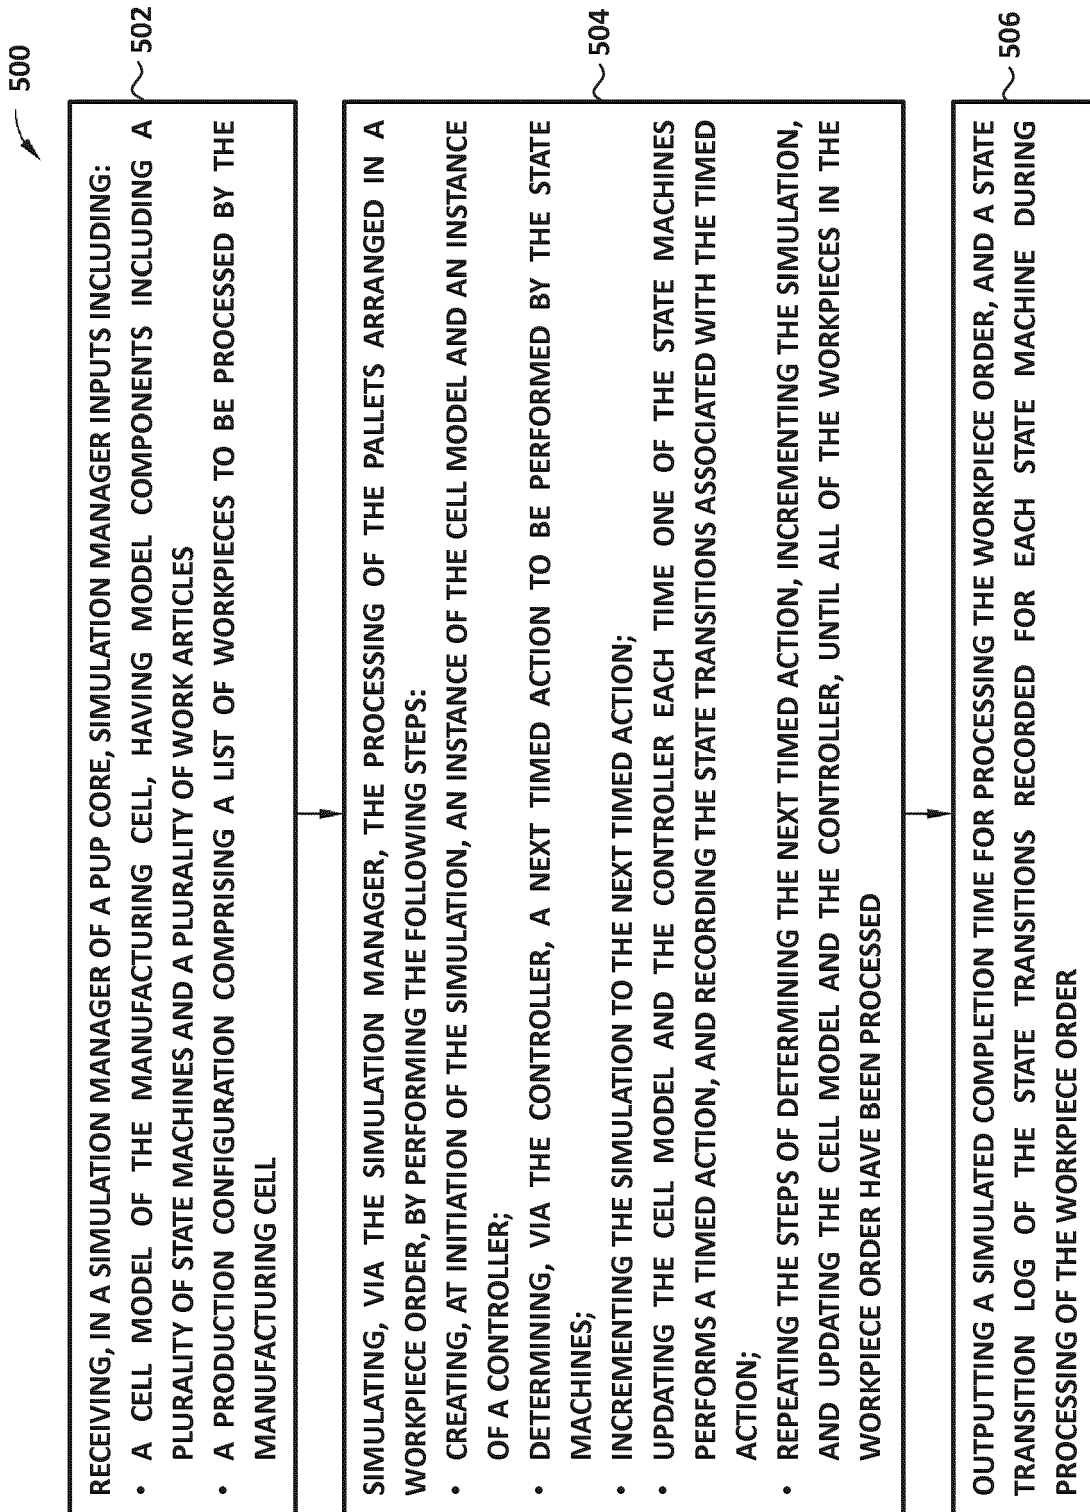 500
502
RECEIVING, IN A SIMULATION MANAGER OF A PUP CORE, SIMULATION MANAGER INPUTS INCLUDING:
• A CELL MODEL OF THE MANUFACTURING CELL, HAVING MODEL COMPONENTS INCLUDING A
PLURALITY OF STATE MACHINES AND A PLURALITY OF WORK ARTICLES
• A PRODUCTION CONFIGURATION COMPRISING A LIST OF WORKPIECES TO BE PROCESSED BY THE
MANUFACTURING CELL
504
SIMULATING, VIA THE SIMULATION MANAGER, THE PROCESSING OF THE PALLETS ARRANGED IN A
WORKPIECE ORDER, BY PERFORMING THE FOLLOWING STEPS:
• CREATING, AT INITIATION OF THE SIMULATION, AN INSTANCE OF THE CELL MODEL AND AN INSTANCE
OF A CONTROLLER;
• DETERMINING, VIA THE CONTROLLER, A NEXT TIMED ACTION TO BE PERFORMED BY THE STATE
MACHINES;
• INCREMENTING THE SIMULATION TO THE NEXT TIMED ACTION;
• UPDATING THE CELL MODEL AND THE CONTROLLER EACH TIME ONE OF THE STATE MACHINES
PERFORMS A TIMED ACTION, AND RECORDING THE STATE TRANSITIONS ASSOCIATED WITH THE TIMED
ACTION;
• REPEATING THE STEPS OF DETERMINING THE NEXT TIMED ACTION, INCREMENTING THE SIMULATION,
AND UPDATING THE CELL MODEL AND THE CONTROLLER, UNTIL ALL OF THE WORKPIECES IN THE
WORKPIECE ORDER HAVE BEEN PROCESSED
506
OUTPUTTING A SIMULATED COMPLETION TIME FOR PROCESSING THE WORKPIECE ORDER, AND A STATE
TRANSITION LOG OF THE STATE TRANSITIONS RECORDED FOR EACH STATE MACHINE DURING
PROCESSING OF THE WORKPIECE ORDER